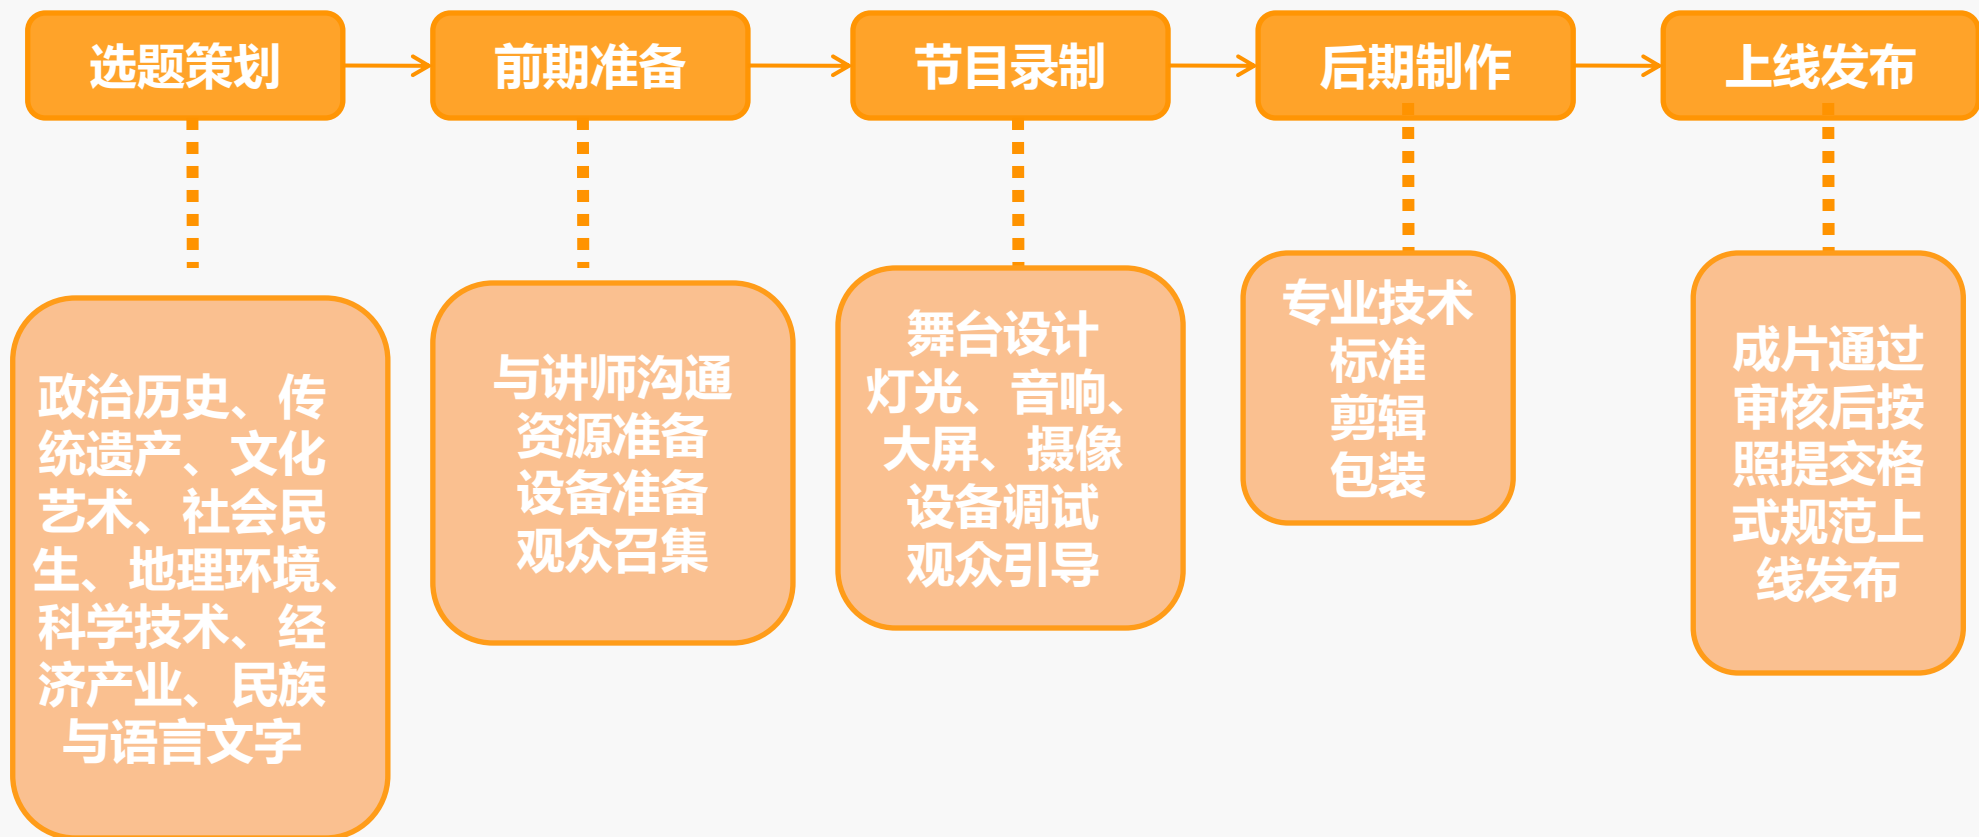 选题策划
前期准备
节目录制
后期制作
上线发布
政治历史、传
统遗产、文化
艺术、社会民
生、地理环境、
科学技术、经
济产业、民族
与语言文字
与讲师沟通
资源准备
设备准备
观众召集
舞台设计
灯光、音响、
大屏、摄像
设备调试
观众引导
专业技术
标准
剪辑
包装
成片通过
审核后按
照提交格
式规范上
线发布